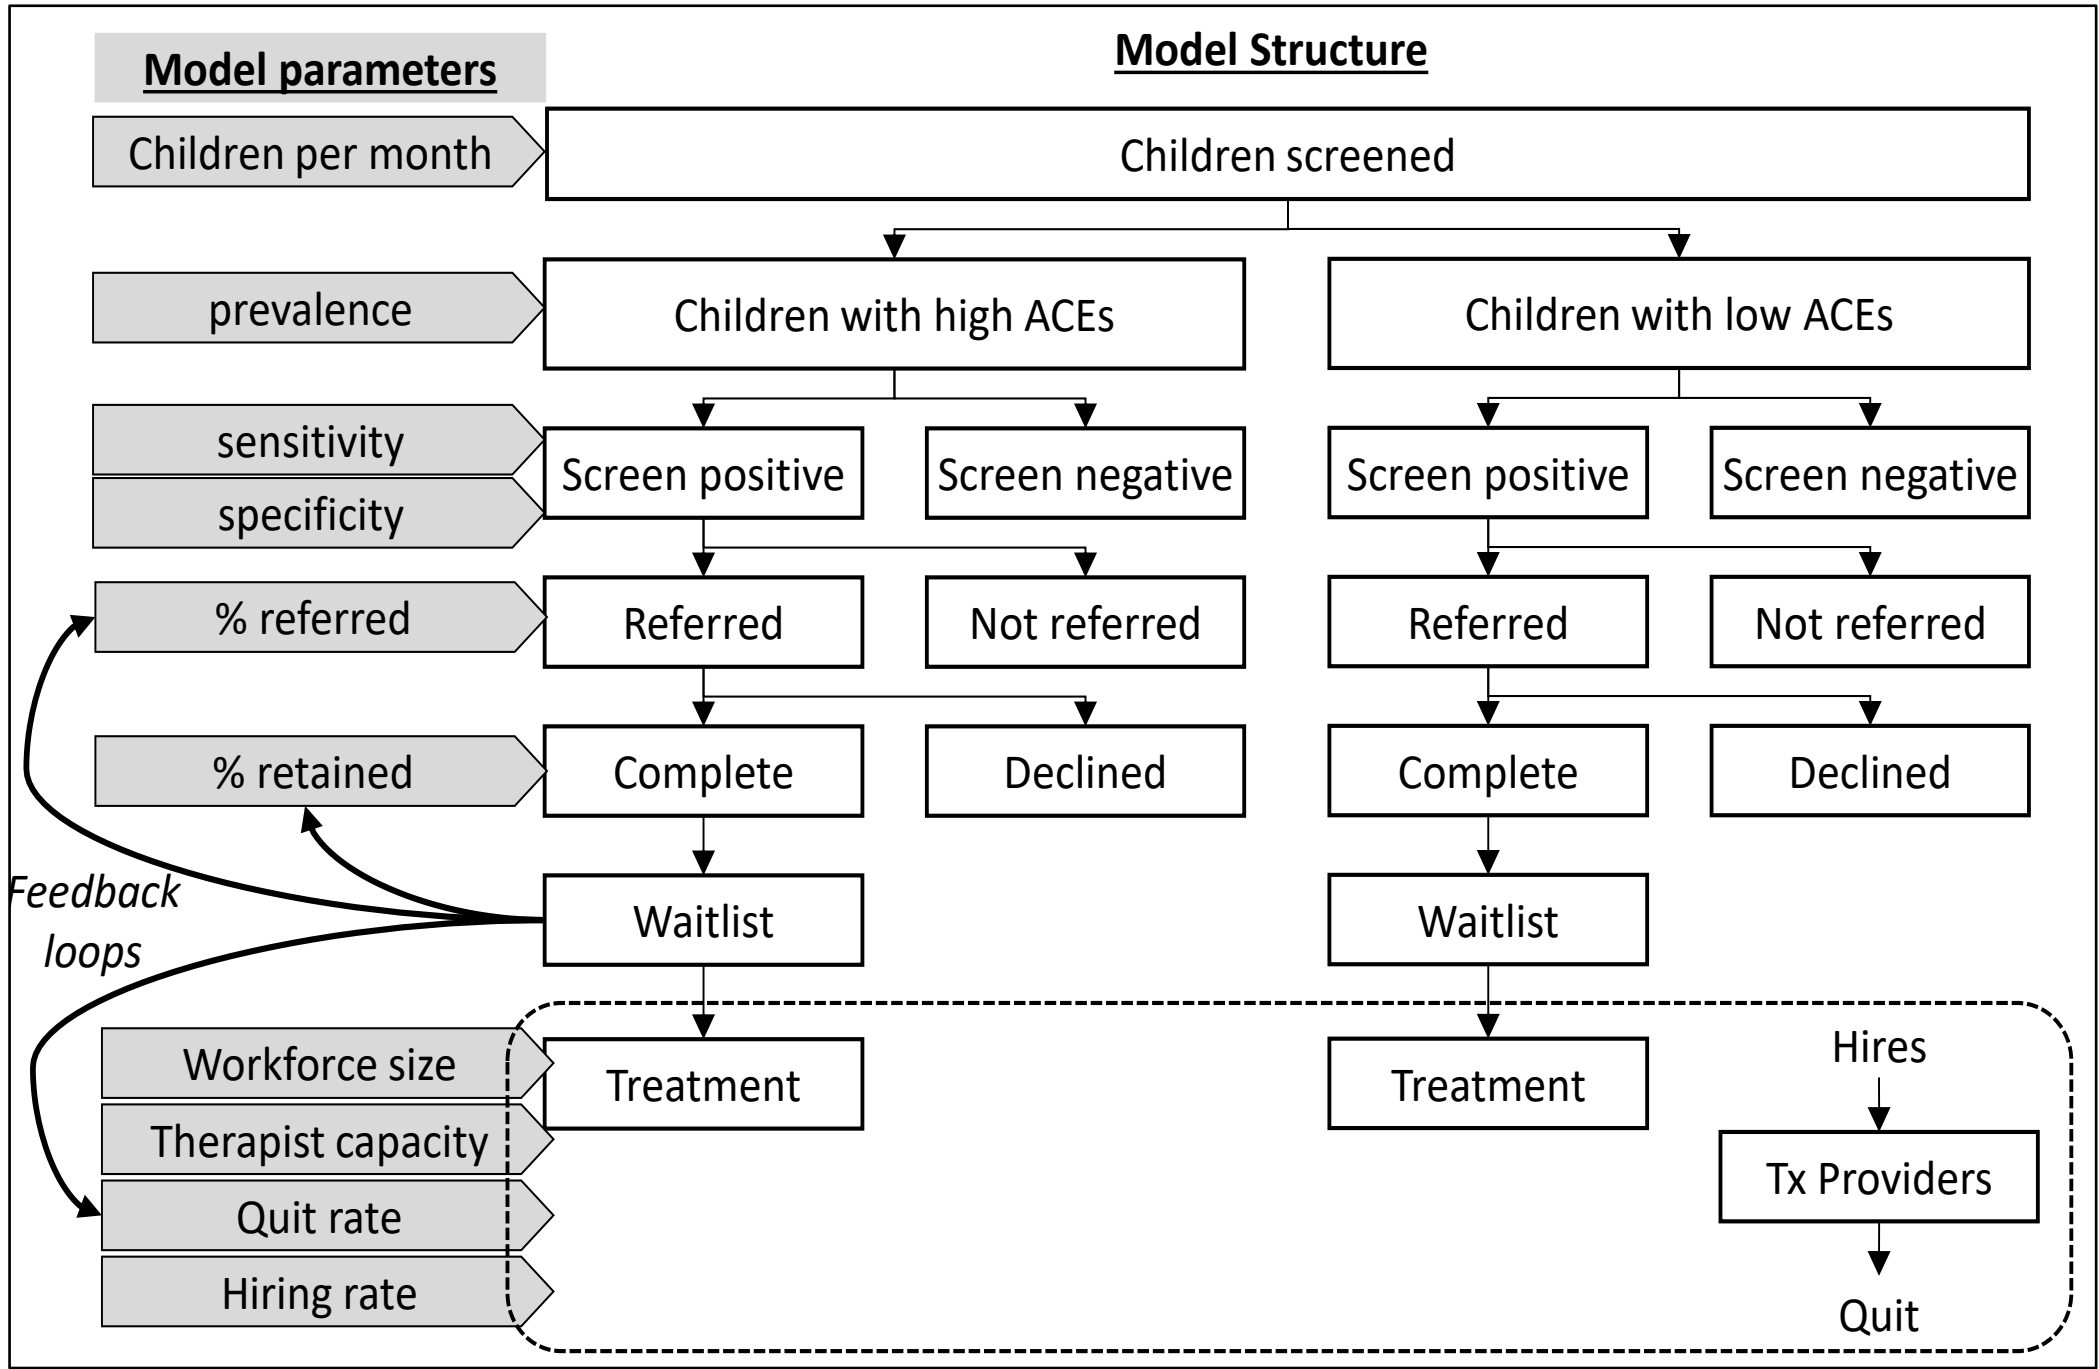 Model parameters
Model Structure
Children per month
Children screened
prevalence
Children with high ACEs
Children with low ACEs
sensitivity
specificity
Screen positive
Screen negative
Screen positive
Screen negative
% referred
Referred
Not referred
Referred
Not referred
% retained
Complete
Declined
Complete
Declined
Feedback
loops
Waitlist
Waitlist
Workforce size
Therapist capacity
Quit rate
Hiring rate
Treatment
Treatment
Hires
Tx Providers
Quit